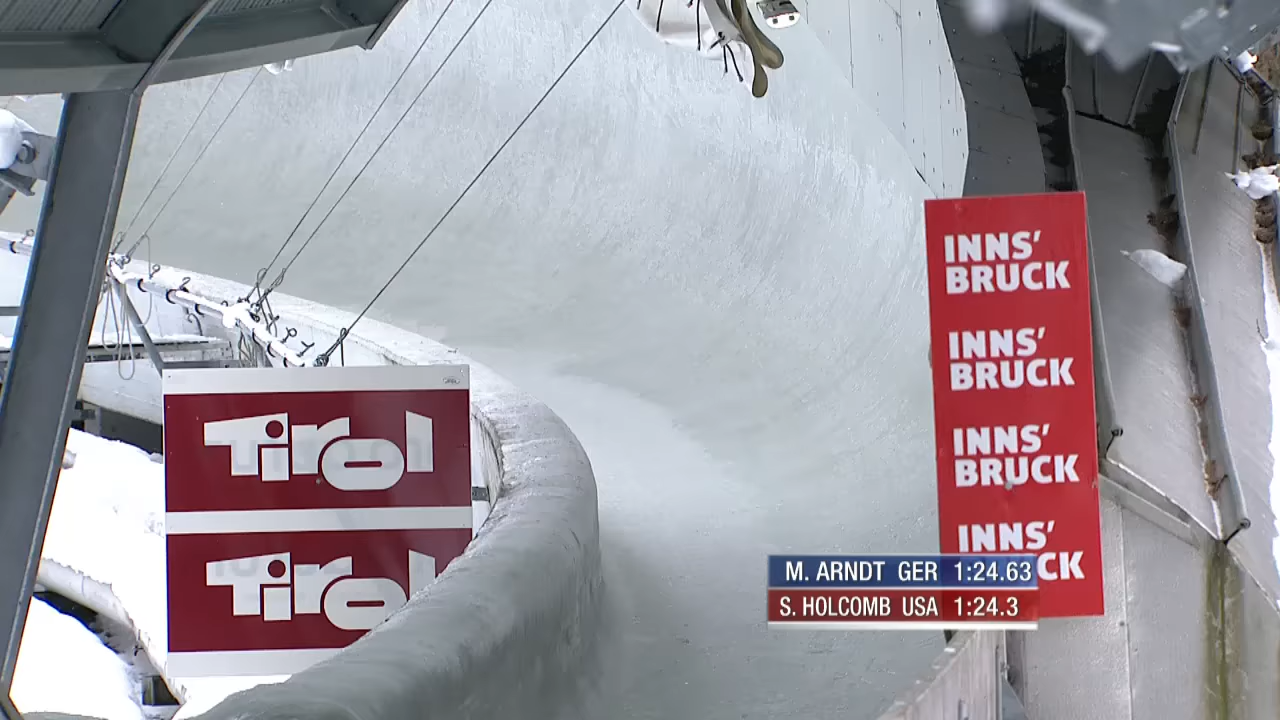 Tirol
Tirol
INNS'
BRUCK
INNS'
BRUCK
INNS'
BRUCK
INNS'
CK
M. ARNDT GER 1:24.63
S. HOLCOMB USA 1:24.3